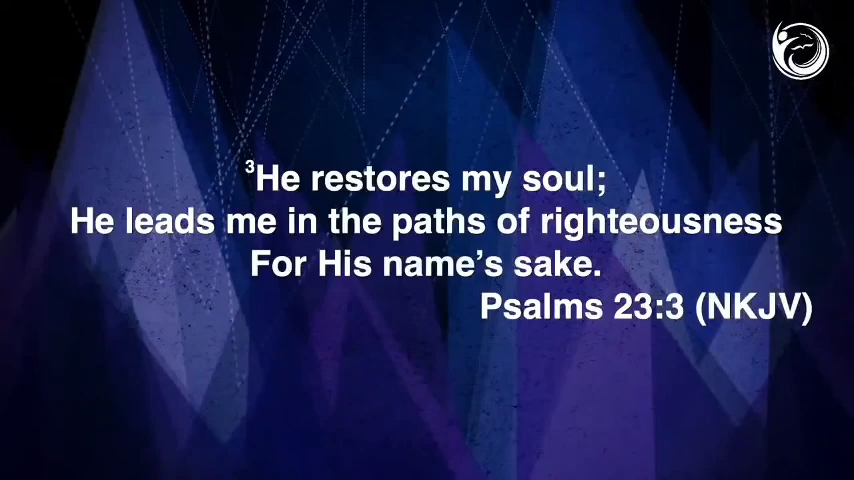 ³He restores my soul;
He leads me in the paths of righteousness
For His name’s sake.
Psalms 23:3 (NKJV)